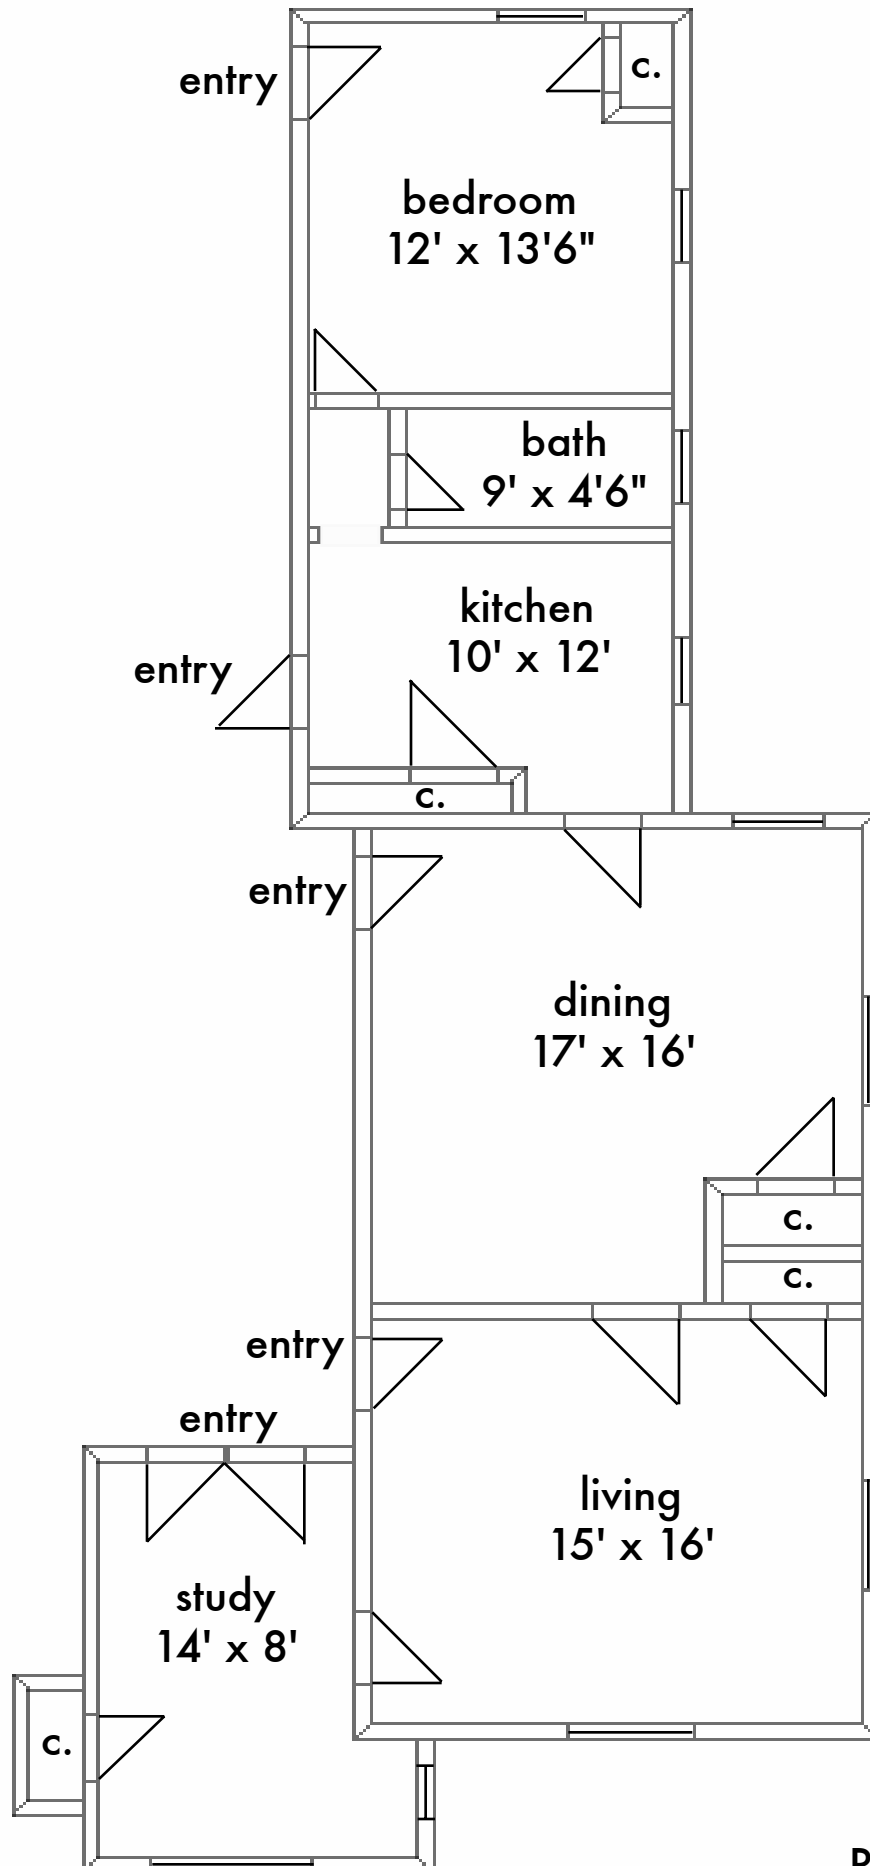 entry
c.
bedroom
12' x 13'6"
bath
9' x 4'6"
kitchen
10' x 12'
entry
c.
entry
dining
17' x 16'
c.
c.
entry
entry
living
15' x 16'
study
14' x 8'
c.